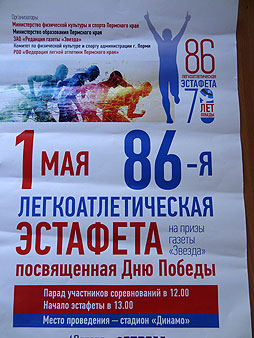 Организаторы
Министерство физической культуры и спорта Пермского края
Министерство образования Пермского края
ЗАО «Редакция газеты «Звезда»
Комитет по физической культуре и спорту администрации г. Перми
РОО «Федерация легкой атлетики Пермского края»
86
ЛЕГКОАТЛЕТИЧЕСКАЯ
ЭСТАФЕТА
7
ЛЕТ
ПОБЕДЫ
1 МАЯ 86-я
ЛЕГКОАТЛЕТИЧЕСКАЯ
ЭСТАФЕТА
на призы
газеты
«Звезда»
посвященная Дню Победы
Парад участников соревнований в 12.00
Начало эстафеты в 13.00
Место проведения – стадион «Динамо»